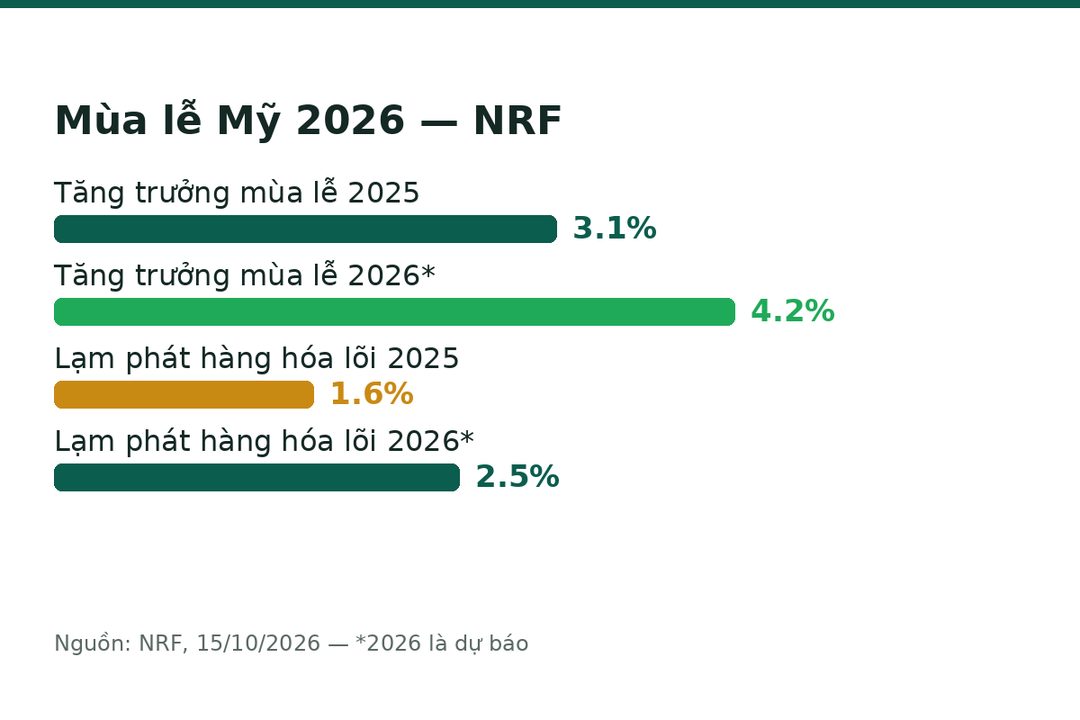 Mùa lễ Mỹ 2026 — NRF
Tăng trưởng mùa lễ 2025
3.1%
Tăng trưởng mùa lễ 2026*
4.2%
Lạm phát hàng hóa lõi 2025
1.6%
Lạm phát hàng hóa lõi 2026*
2.5%
Nguồn: NRF, 15/10/2026 — *2026 là dự báo